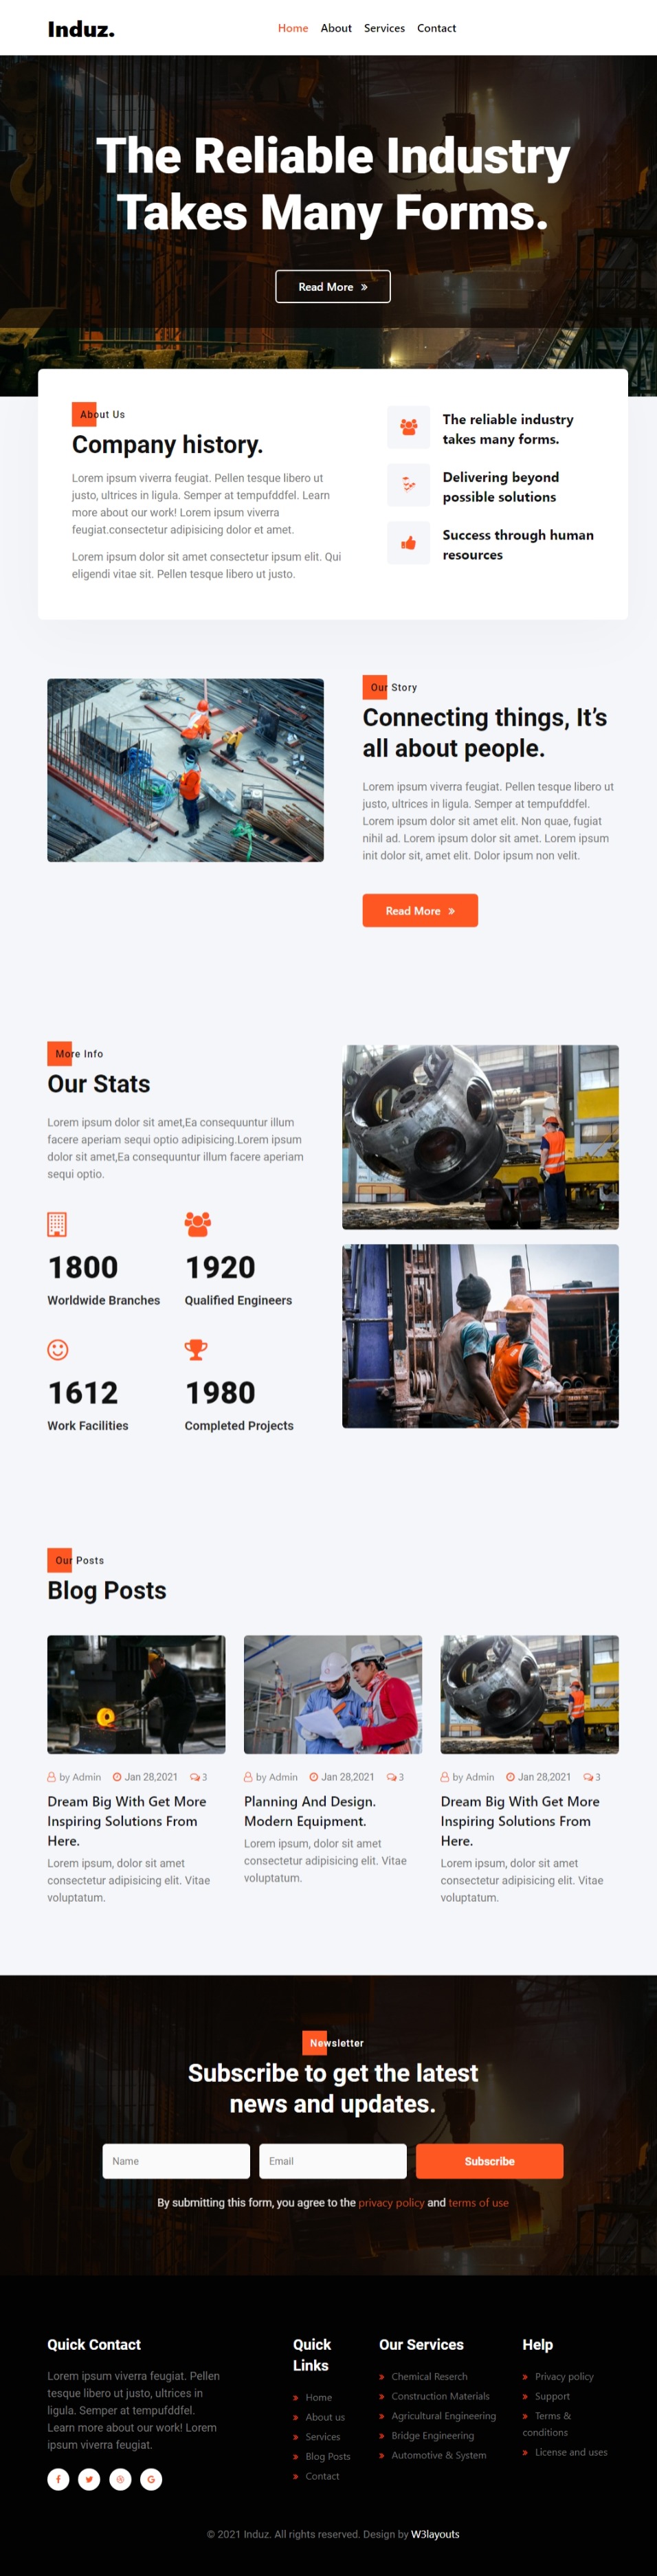 Induz.
Home About Services Contact
The Reliable Industry
Takes Many Forms.
Read More »
About Us
Company history.
Lorem ipsum viverra feugiat. Pellen tesque libero ut
justo, ultrices in ligula. Semper at tempufddfel. Learn
more about our work! Lorem ipsum viverra
feugiat.consectetur adipisicing dolor et amet.
Lorem ipsum dolor sit amet consectetur ipsum elit. Qui
eligendi vitae sit. Pellen tesque libero ut justo.
The reliable industry
takes many forms.
Delivering beyond
possible solutions
Success through human
resources
Our Story
Connecting things, It’s
all about people.
Lorem ipsum viverra feugiat. Pellen tesque libero ut
justo, ultrices in ligula. Semper at tempufddfel.
Lorem ipsum dolor sit amet elit. Non quae, fugiat
nihil ad. Lorem ipsum dolor sit amet. Lorem ipsum
init dolor sit, amet elit. Dolor ipsum non velit.
Read More »
More Info
Our Stats
Lorem ipsum dolor sit amet,Ea consequuntur illum
facere aperiam sequi optio adipisicing.Lorem ipsum
dolor sit amet,Ea consequuntur illum facere aperiam
sequi optio.
1800
Worldwide Branches
1920
Qualified Engineers
1612
Work Facilities
1980
Completed Projects
Our Posts
Blog Posts
by Admin Jan 28,2021 3
Dream Big With Get More
Inspiring Solutions From
Here.
Lorem ipsum, dolor sit amet
consectetur adipisicing elit. Vitae
voluptatum.
by Admin Jan 28,2021 3
Planning And Design.
Modern Equipment.
Lorem ipsum, dolor sit amet
consectetur adipisicing elit. Vitae
voluptatum.
by Admin Jan 28,2021 3
Dream Big With Get More
Inspiring Solutions From
Here.
Lorem ipsum, dolor sit amet
consectetur adipisicing elit. Vitae
voluptatum.
Newsletter
Subscribe to get the latest
news and updates.
Name Email Subscribe
By submitting this form, you agree to the privacy policy and terms of use
Quick Contact
Lorem ipsum viverra feugiat. Pellen
tesque libero ut justo, ultrices in
ligula. Semper at tempufddfel.
Learn more about our work! Lorem
ipsum viverra feugiat.
Quick
Links
» Home
» About us
» Services
» Blog Posts
» Contact
Our Services
» Chemical Reserch
» Construction Materials
» Agricultural Engineering
» Bridge Engineering
» Automotive & System
Help
» Privacy policy
» Support
» Terms &
conditions
» License and uses
© 2021 Induz. All rights reserved. Design by W3layouts